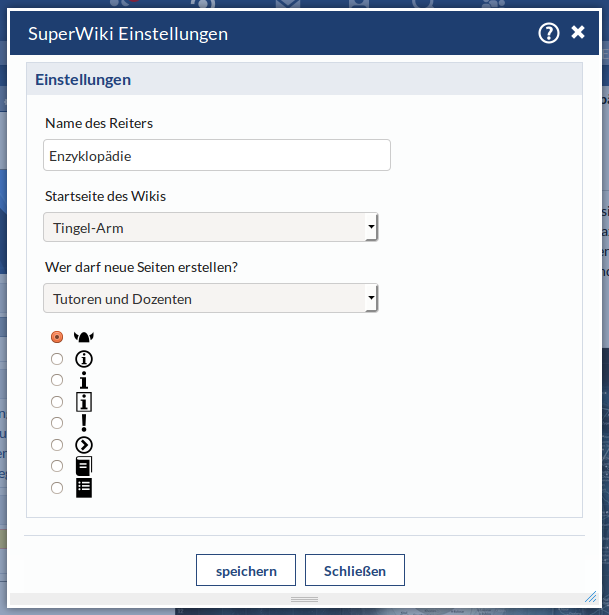 SuperWiki Einstellungen
Einstellungen
Name des Reiters
Enzyklopädie
Startseite des Wikis
Tingel-Arm
Wer darf neue Seiten erstellen?
Tutoren und Dozenten
speichern
Schließen